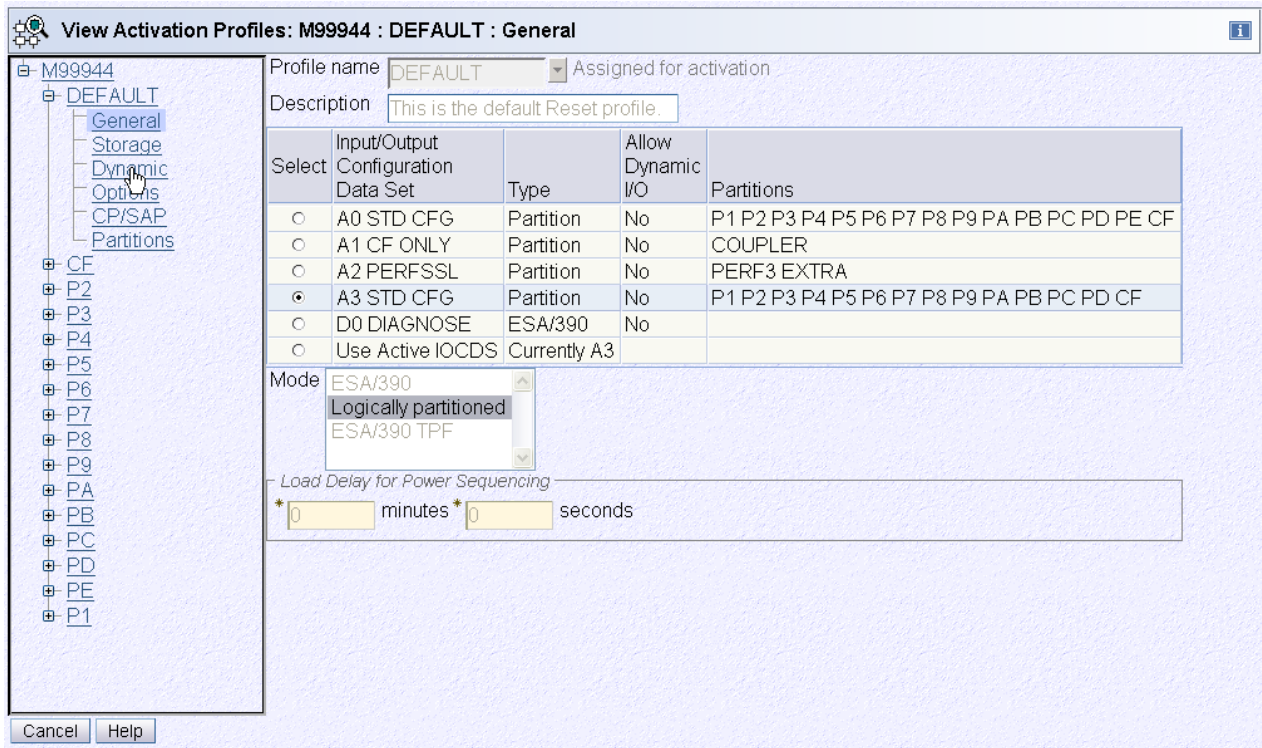 View Activation Profiles: M99944 : DEFAULT : General
i
M99944
DEFAULT
General
Storage
Dynamic
Options
CP/SAP
Partitions
CF
P2
P3
P4
P5
P6
P7
P8
P9
PA
PB
PC
PD
PE
P1
Profile name DEFAULT Assigned for activation
Description This is the default Reset profile.
Select Input/Output Configuration Data Set Type Allow Dynamic I/O Partitions
A0 STD CFG Partition No P1 P2 P3 P4 P5 P6 P7 P8 P9 PA PB PC PD PE CF
A1 CF ONLY Partition No COUPLER
A2 PERFSSL Partition No PERF3 EXTRA
A3 STD CFG Partition No P1 P2 P3 P4 P5 P6 P7 P8 P9 PA PB PC PD CF
D0 DIAGNOSE ESA/390 No
Use Active IOCDS Currently A3
Mode ESA/390
Logically partitioned
ESA/390 TPF
Load Delay for Power Sequencing
* 0 minutes * 0 seconds
Cancel Help